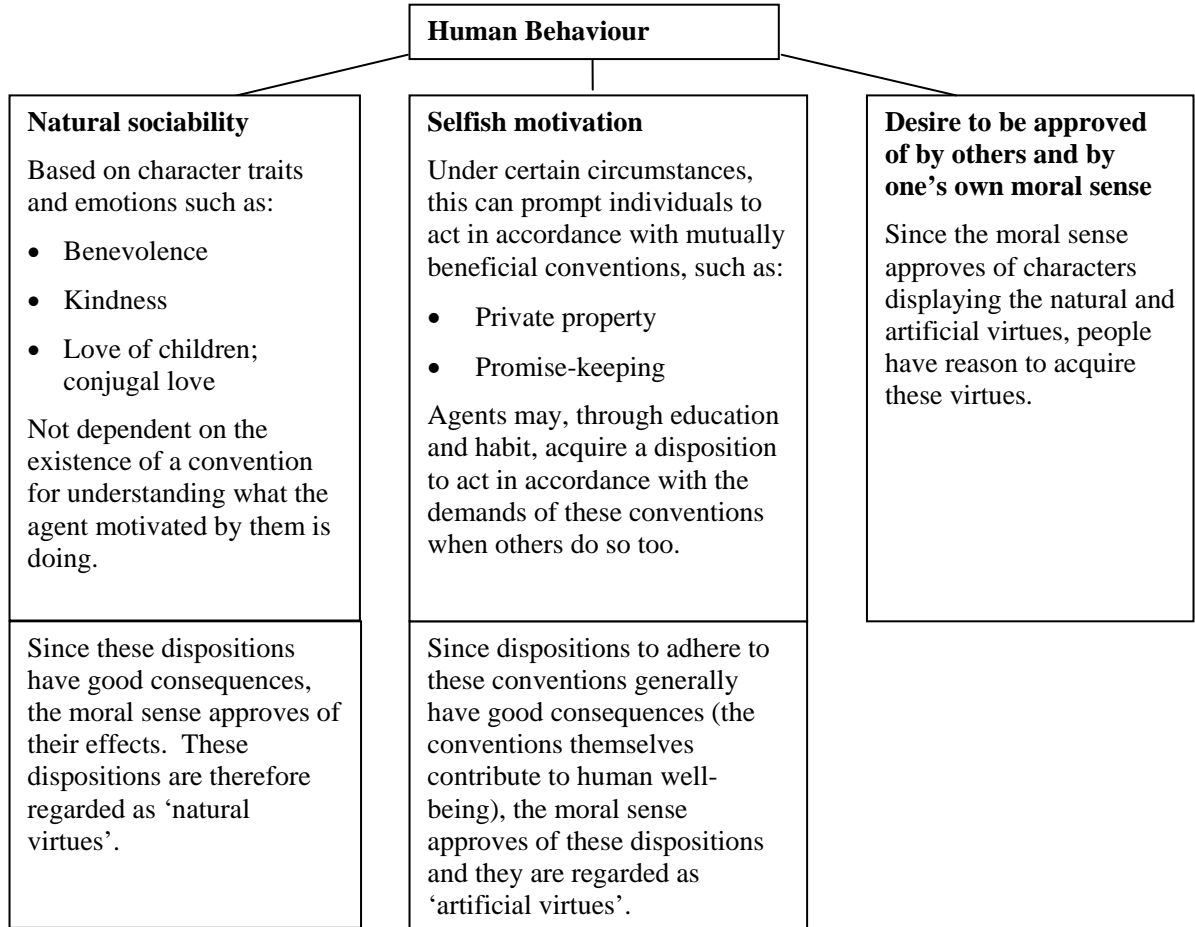 Human Behaviour
Natural sociability
Based on character traits
and emotions such as:
• Benevolence
• Kindness
• Love of children;
conjugal love
Not dependent on the
existence of a convention
for understanding what the
agent motivated by them is
doing.
Since these dispositions
have good consequences,
the moral sense approves of
their effects.  These
dispositions are therefore
regarded as ‘natural
virtues’.
Selfish motivation
Under certain circumstances,
this can prompt individuals to
act in accordance with mutually
beneficial conventions, such as:
• Private property
• Promise-keeping
Agents may, through education
and habit, acquire a disposition
to act in accordance with the
demands of these conventions
when others do so too.
Since dispositions to adhere to
these conventions generally
have good consequences (the
conventions themselves
contribute to human well-
being), the moral sense
approves of these dispositions
and they are regarded as
‘artificial virtues’.
Desire to be approved
of by others and by
one’s own moral sense
Since the moral sense
approves of characters
displaying the natural and
artificial virtues, people
have reason to acquire
these virtues.